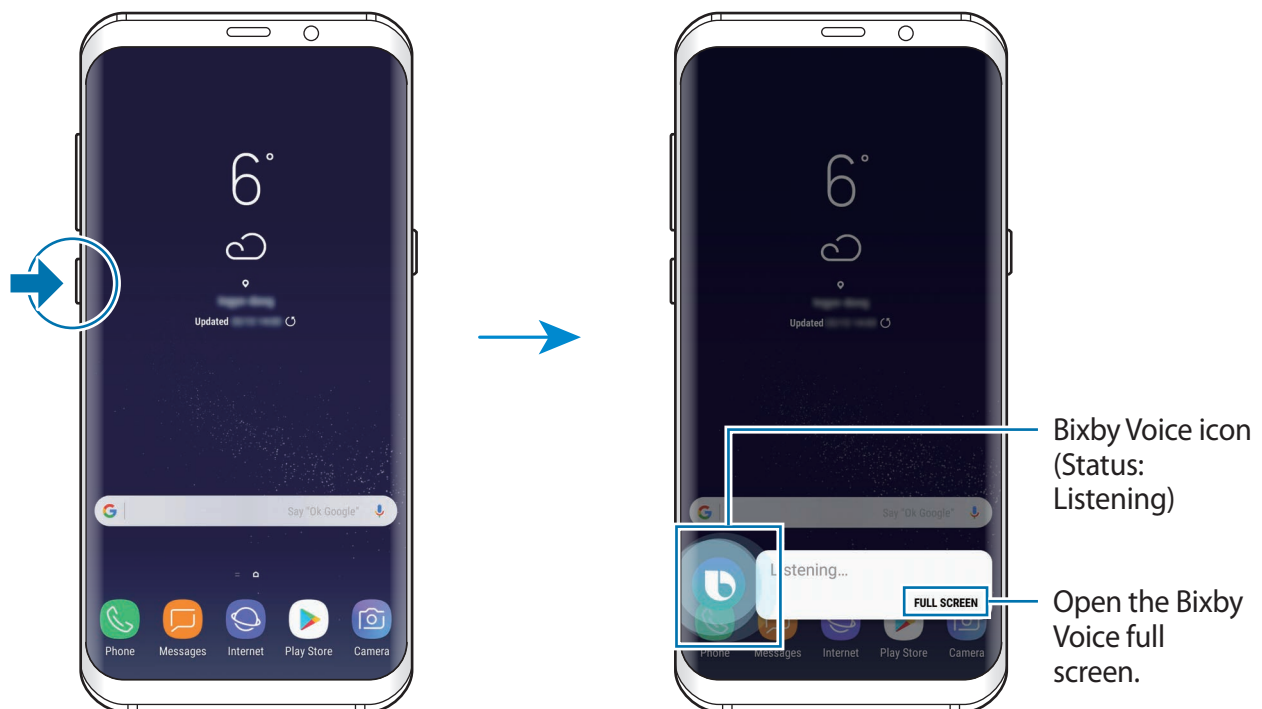 6°
Updated
G
Say "Ok Google"
Phone Messages Internet Play Store Camera
6°
Updated
G
Say "Ok Google"
Listening...
FULL SCREEN
Phone Messages Internet Play Store Camera
Bixby Voice icon
(Status:
Listening)
Open the Bixby
Voice full
screen.